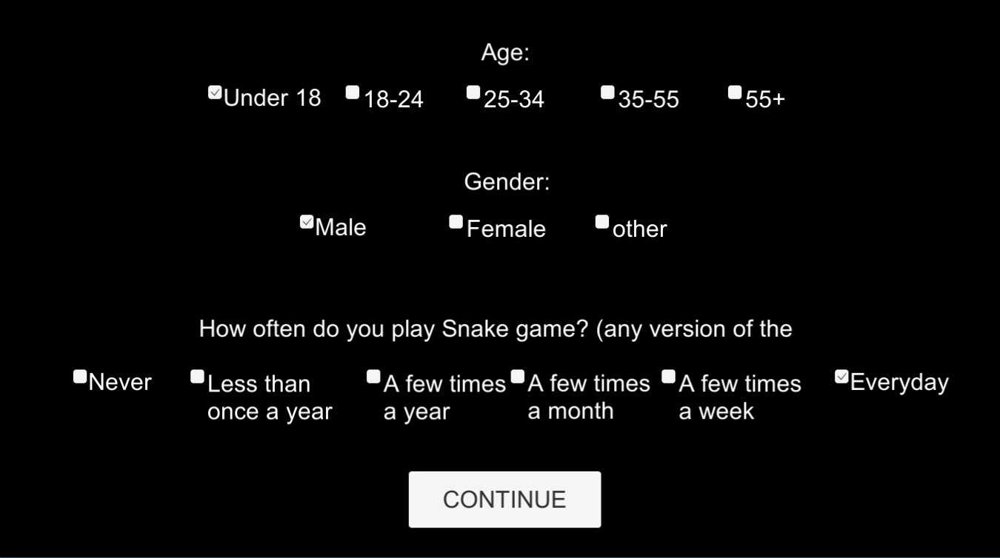 Age:
Under 18 18-24 25-34 35-55 55+
Gender:
Male Female other
How often do you play Snake game? (any version of the
Never Less than once a year A few times a year A few times a month A few times a week Everyday
CONTINUE